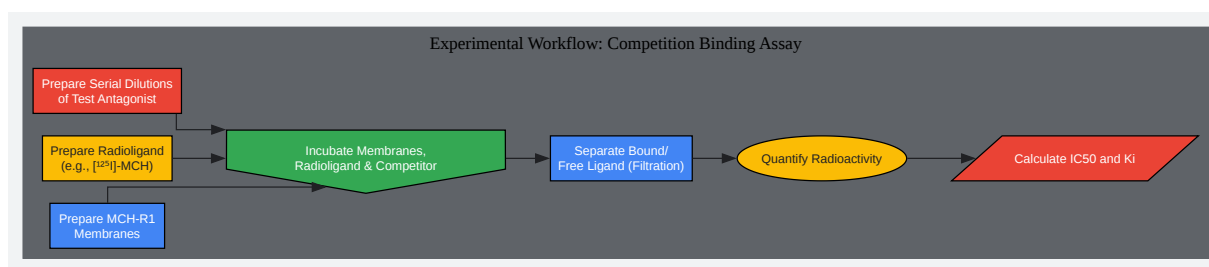 Experimental Workflow: Competition Binding Assay
Prepare Serial Dilutions
of Test Antagonist
Prepare Radioligand
(e.g., [¹²⁵I]-MCH)
Prepare MCH-R1
Membranes
Incubate Membranes,
Radioligand & Competitor
Separate Bound/
Free Ligand (Filtration)
Quantify Radioactivity
Calculate IC50 and Ki